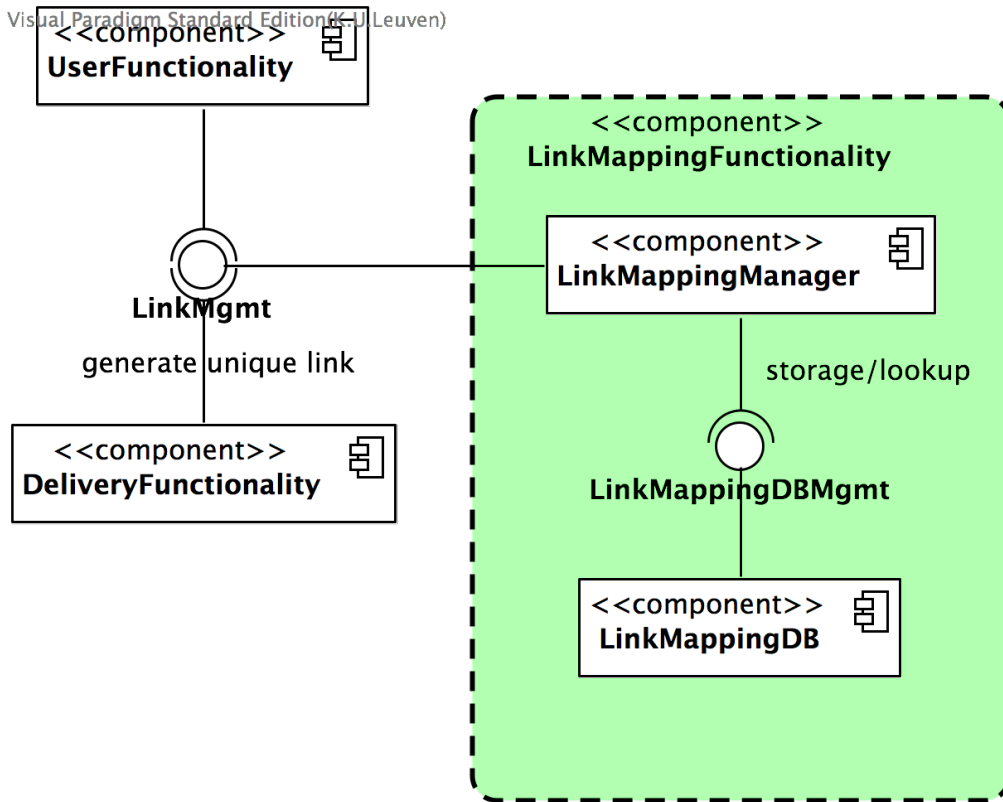 Visual Paradigm Standard Edition(K.U.Leuven)
<<component>>
UserFunctionality
<<component>>
LinkMappingFunctionality
<<component>>
LinkMappingManager
LinkMgmt
generate unique link
storage/lookup
<<component>>
DeliveryFunctionality
LinkMappingDBMgmt
<<component>>
LinkMappingDB